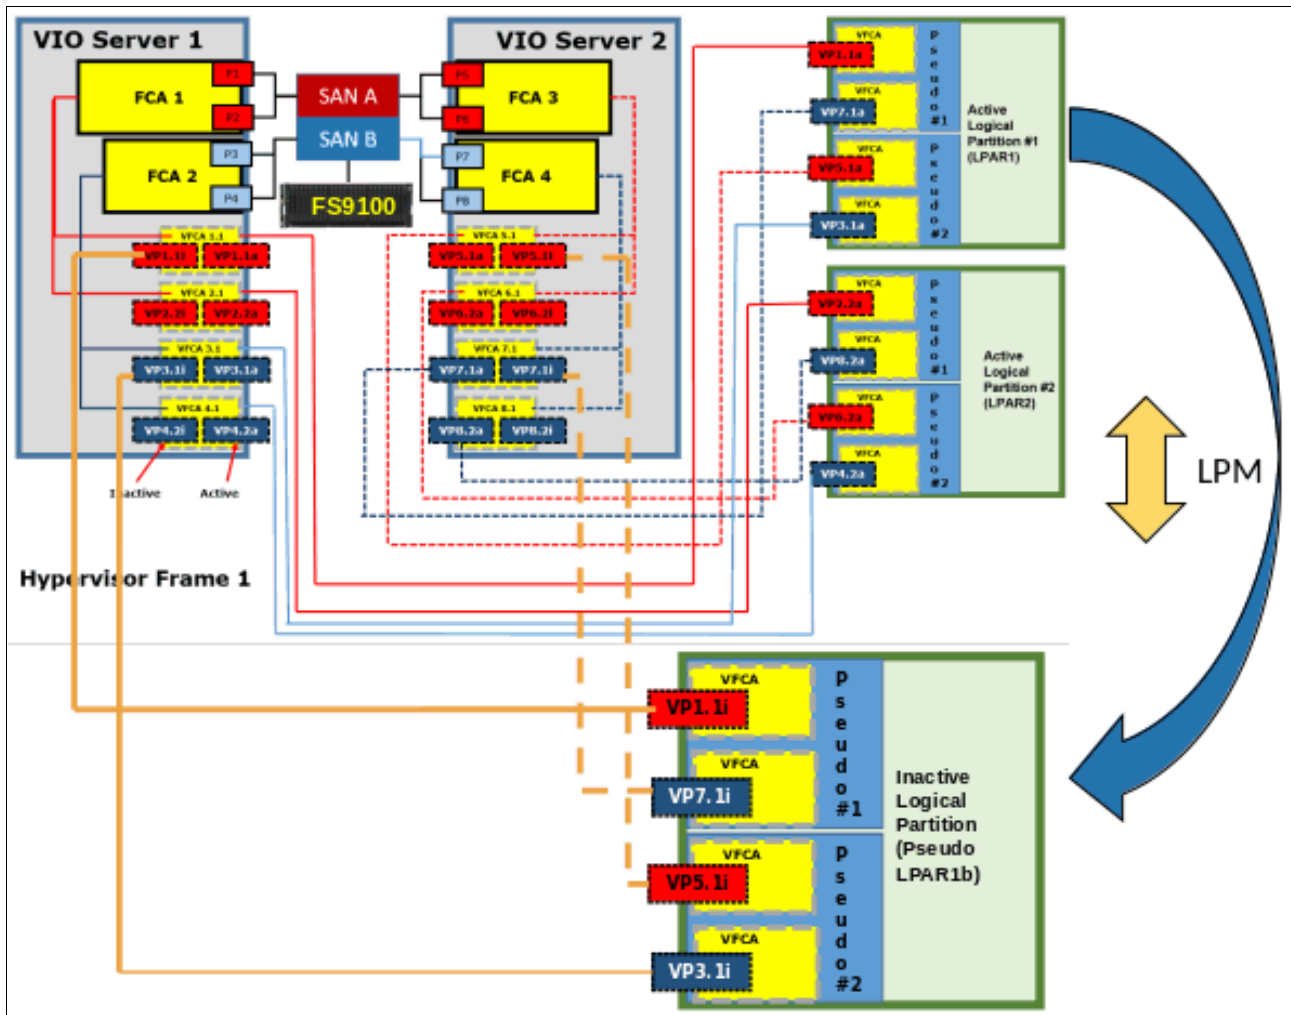 VIO Server 1
FCA 1
P1
P2
FCA 2
P3
P4
SAN A
SAN B
FS9100
VIO Server 2
P5
P6
FCA 3
P7
P8
FCA 4
VFCA 1.1
VP1.1i
VP1.1a
VFCA 2.1
VP2.2i
VP2.2a
VFCA 3.1
VP3.1i
VP3.1a
VFCA 4.1
VP4.2i
VP4.2a
Inactive
Active
VFCA 5.1
VP5.1a
VP5.1i
VFCA 6.1
VP6.2a
VP6.2i
VFCA 7.1
VP7.1a
VP7.1i
VFCA 8.1
VP8.2a
VP8.2i
Hypervisor Frame 1
VFCA
VP1.1a
VFCA
VP7.1a
Pseudo
#1
VFCA
VP5.1a
VFCA
VP3.1a
Pseudo
#2
Active
Logical
Partition #1
(LPAR1)
VFCA
VP2.2a
VFCA
VP8.2a
Pseudo
#1
VFCA
VP6.2a
VFCA
VP4.2a
Pseudo
#2
Active
Logical
Partition #2
(LPAR2)
LPM
VFCA
VP1.1i
VFCA
VP7.1i
Pseudo
#1
VFCA
VP5.1i
VFCA
VP3.1i
Pseudo
#2
Inactive
Logical
Partition
(Pseudo
LPAR1b)